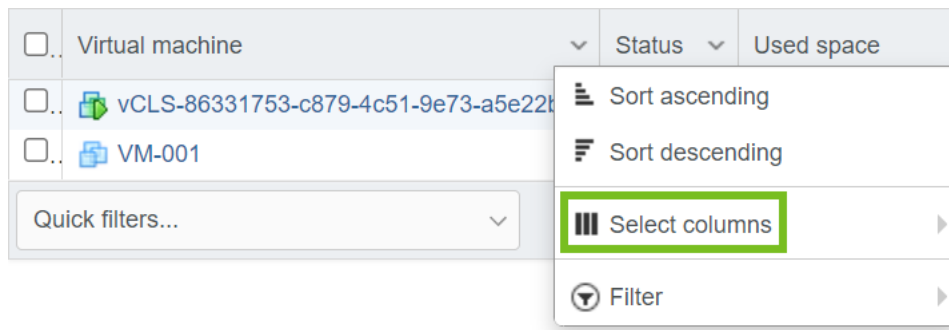 Virtual machine Status Used space
vCLS-86331753-c879-4c51-9e73-a5e22
Sort ascending
VM-001
Sort descending
Quick filters...
Select columns
Filter